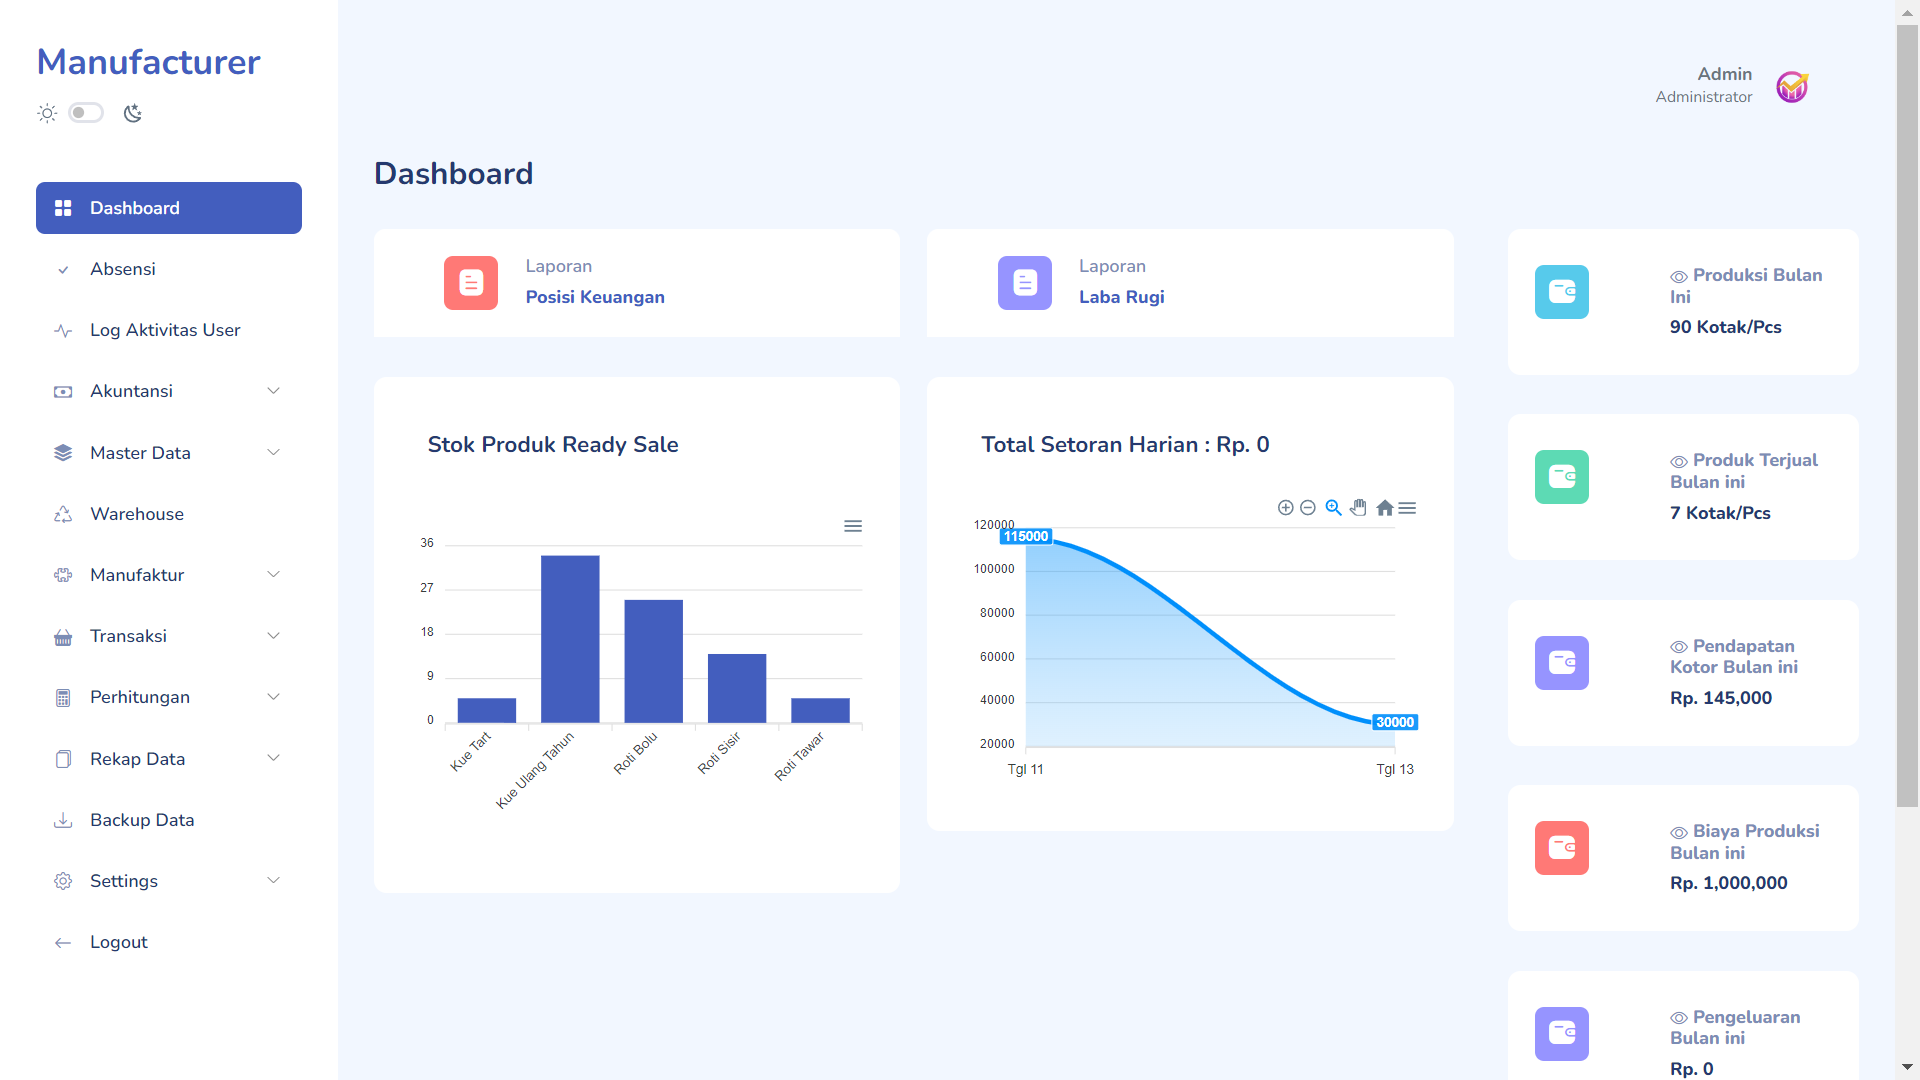 Manufacturer
Admin
Administrator
Dashboard
Absensi
Log Aktivitas User
Akuntansi
Master Data
Warehouse
Manufaktur
Transaksi
Perhitungan
Rekap Data
Backup Data
Settings
Logout
Dashboard
Laporan
Posisi Keuangan
Laporan
Laba Rugi
Stok Produk Ready Sale
36
27
18
9
0
Kue Tart
Kue Ulang Tahun
Roti Bolu
Roti Sisir
Roti Tawar
Total Setoran Harian : Rp. 0
120000
100000
80000
60000
40000
20000
115000
30000
Tgl 11
Tgl 13
Produksi Bulan
Ini
90 Kotak/Pcs
Produk Terjual
Bulan ini
7 Kotak/Pcs
Pendapatan
Kotor Bulan ini
Rp. 145,000
Biaya Produksi
Bulan ini
Rp. 1,000,000
Pengeluaran
Bulan ini
Rp. 0